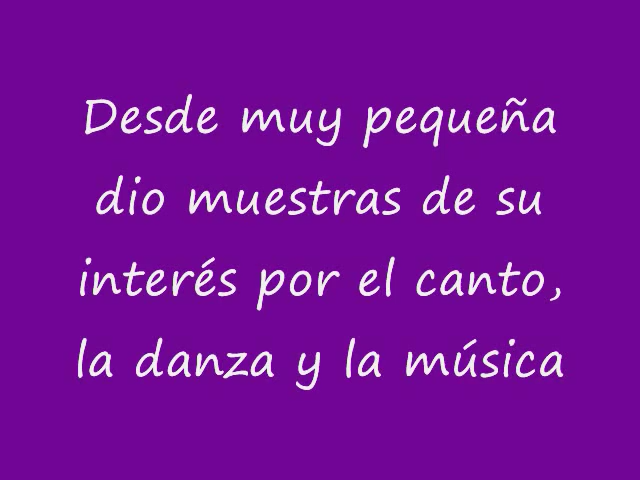 Desde muy pequeña
dio muestras de su
interés por el canto,
la danza y la música